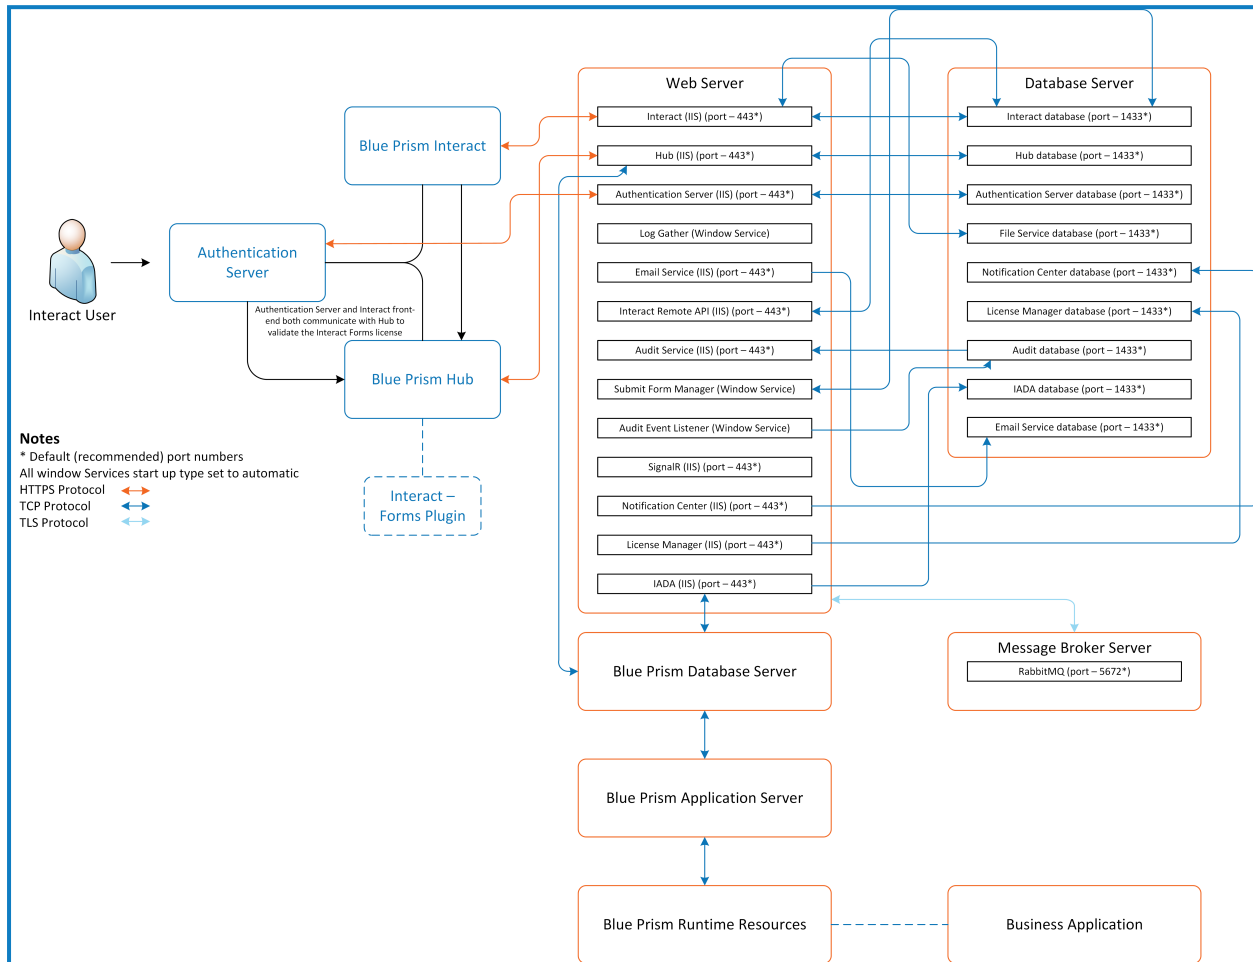 Interact User
Authentication
Server
Blue Prism Interact
Authentication Server and Interact front-
end both communicate with Hub to
validate the Interact Forms license
Blue Prism Hub
Interact –
Forms Plugin
Notes
* Default (recommended) port numbers
All window Services start up type set to automatic
HTTPS Protocol
TCP Protocol
TLS Protocol
Web Server
Interact (IIS) (port – 443*)
Hub (IIS) (port – 443*)
Authentication Server (IIS) (port – 443*)
Log Gather (Window Service)
Email Service (IIS) (port – 443*)
Interact Remote API (IIS) (port – 443*)
Audit Service (IIS) (port – 443*)
Submit Form Manager (Window Service)
Audit Event Listener (Window Service)
SignalR (IIS) (port – 443*)
Notification Center (IIS) (port – 443*)
License Manager (IIS) (port – 443*)
IADA (IIS) (port – 443*)
Database Server
Interact database (port – 1433*)
Hub database (port – 1433*)
Authentication Server database (port – 1433*)
File Service database (port – 1433*)
Notification Center database (port – 1433*)
License Manager database (port – 1433*)
Audit database (port – 1433*)
IADA database (port – 1433*)
Email Service database (port – 1433*)
Blue Prism Database Server
Message Broker Server
RabbitMQ (port – 5672*)
Blue Prism Application Server
Blue Prism Runtime Resources
Business Application